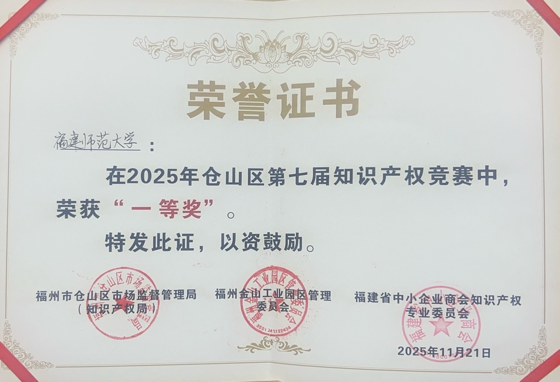 荣誉证书
福建师范大学：
在2025年仓山区第七届知识产权竞赛中，
荣获“一等奖”。
特发此证，以资鼓励。
福州市仓山区市场监督管理局
（知识产权局）
福州金山工业园区管理
委员会
福建省中小企业商会知识产权
专业委员会
2025年11月21日